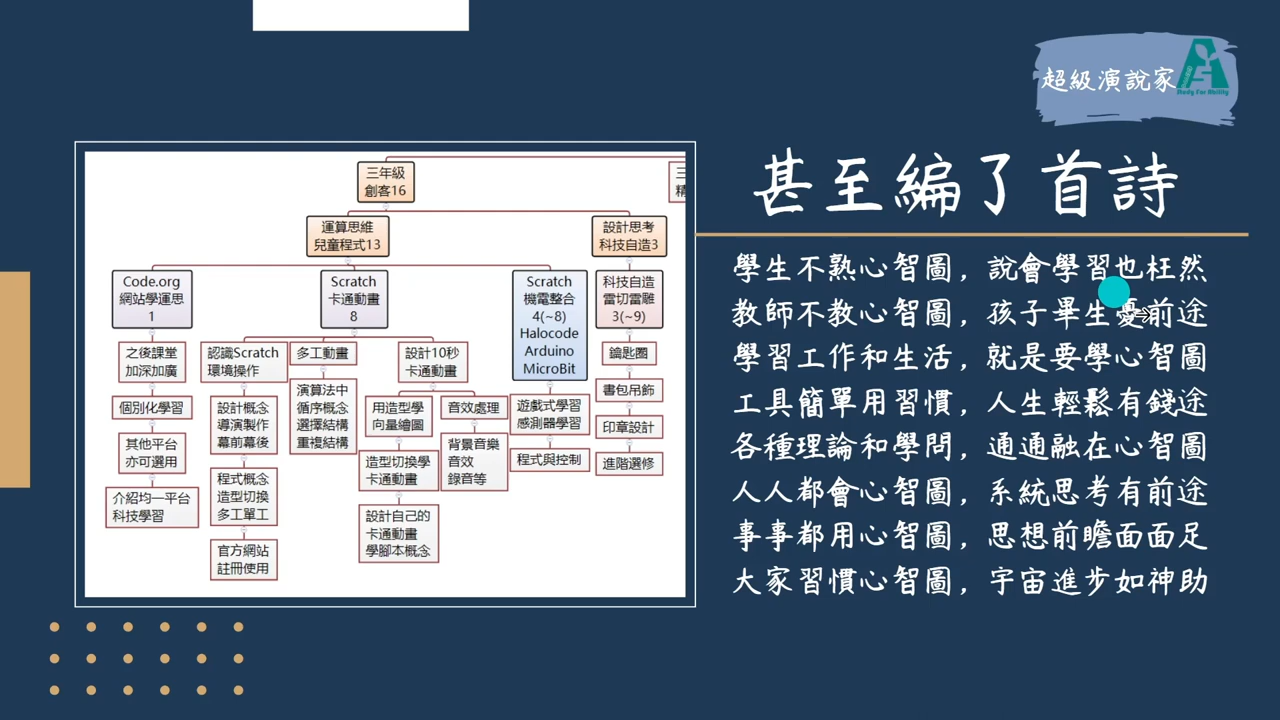 超級演說家
Ready For Ability
甚至編了首詩
學生不熟心智圖，說會學習也枉然
教師不教心智圖，孩子畢生憂前途
學習工作和生活，就是要學心智圖
工具簡單用習慣，人生輕鬆有錢途
各種理論和學問，通通融在心智圖
人人都會心智圖，系統思考有前途
事事都用心智圖，思想前瞻面面足
大家習慣心智圖，宇宙進步如神助
三年級
創客16
三
精
運算思維
兒童程式13
設計思考
科技自造3
Code.org
網站學運思
1
Scratch
卡通動畫
8
Scratch
機電整合
4(~8)
Halocode
Arduino
MicroBit
科技自造
雷切雷雕
3(~9)
之後課堂
加深加廣
個別化學習
其他平台
亦可選用
介紹均一平台
科技學習
認識Scratch
環境操作
設計概念
導演製作
幕前幕後
程式概念
造型切換
多工單工
官方網站
註冊使用
多工動畫
演算法中
循序概念
選擇結構
重複結構
設計10秒
卡通動畫
用造型學
向量繪圖
造型切換學
卡通動畫
設計自己的
卡通動畫
學腳本概念
音效處理
背景音樂
音效
錄音等
遊戲式學習
感測器學習
程式與控制
鑰匙圈
書包吊飾
印章設計
進階選修